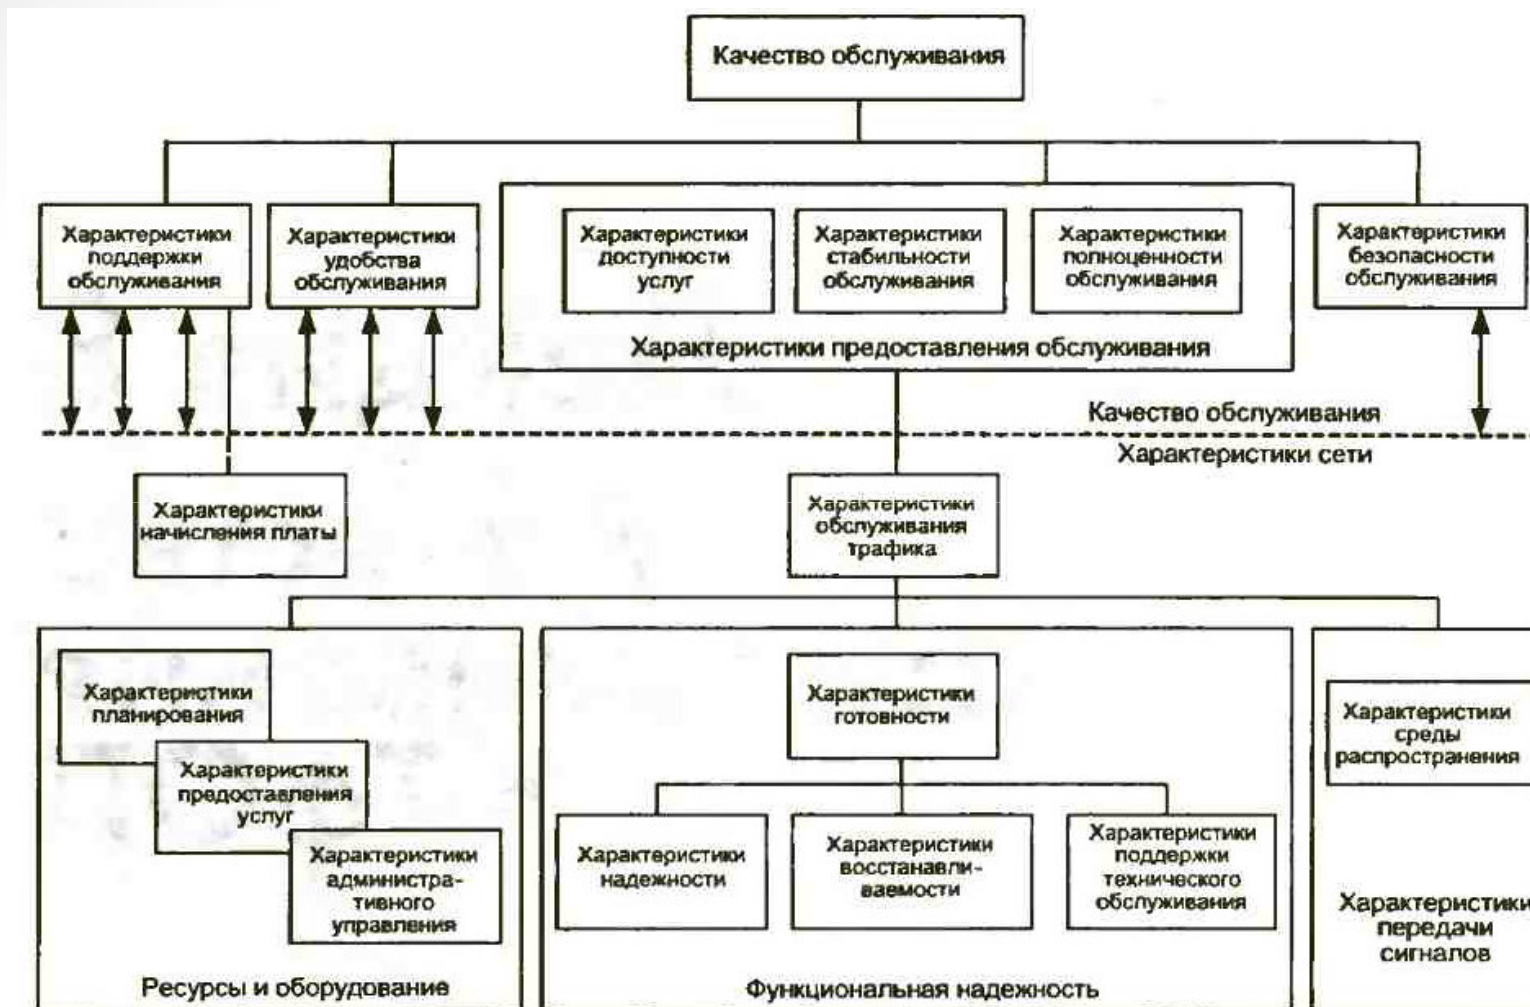 Качество обслуживания
Характеристики
поддержки
обслуживания
Характеристики
удобства
обслуживания
Характеристики
доступности
услуг
Характеристики
стабильности
обслуживания
Характеристики
полноценности
обслуживания
Характеристики
безопасности
обслуживания
Характеристики предоставления обслуживания
Качество обслуживания
Характеристики сети
Характеристики
начисления платы
Характеристики
обслуживания
трафика
Характеристики
планирования
Характеристики
предоставления
услуг
Характеристики
администра-
тивного
управления
Ресурсы и оборудование
Характеристики
готовности
Характеристики
надежности
Характеристики
восстанавли-
ваемости
Характеристики
поддержки
технического
обслуживания
Функциональная надежность
Характеристики
среды
распространения
Характеристики
передачи
сигналов